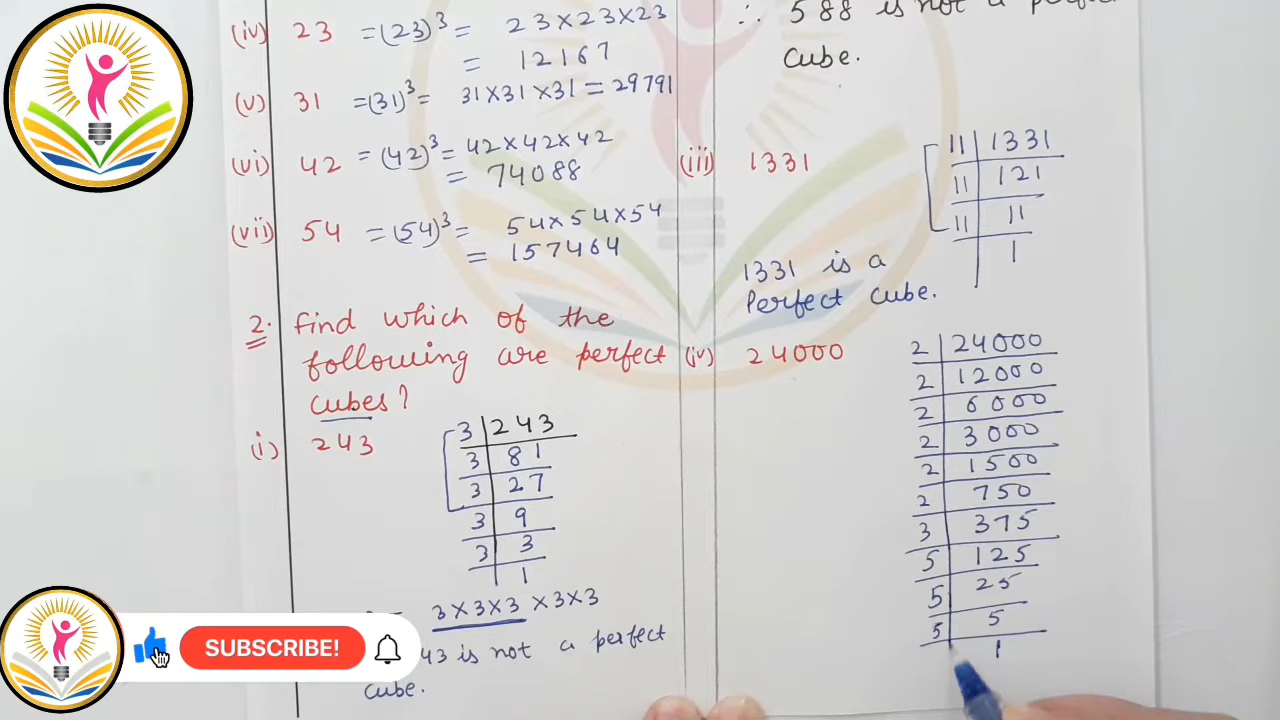 (iv) 23 =(23)³= 23×23×23
= 12167
(v) 31 =(31)³= 31×31×31 = 29791
(vi) 42 =(42)³= 42×42×42
= 74088
(vii) 54 =(54)³= 54×54×54
= 157464
2. Find which of the
following are perfect
cubes?
(i) 243
3 | 243
3 | 81
3 | 27
3 | 9
3 | 3
1
3×3×3 ×3×3
43 is not a perfect
cube.
∴ 588 is not a
cube.
(iii) 1331
11 | 1331
11 | 121
11 | 11
1
1331 is a
Perfect cube.
(iv) 24000
2 | 24000
2 | 12000
2 | 6000
2 | 3000
2 | 1500
2 | 750
3 | 375
5 | 125
5 | 25
5 | 5
1
SUBSCRIBE!